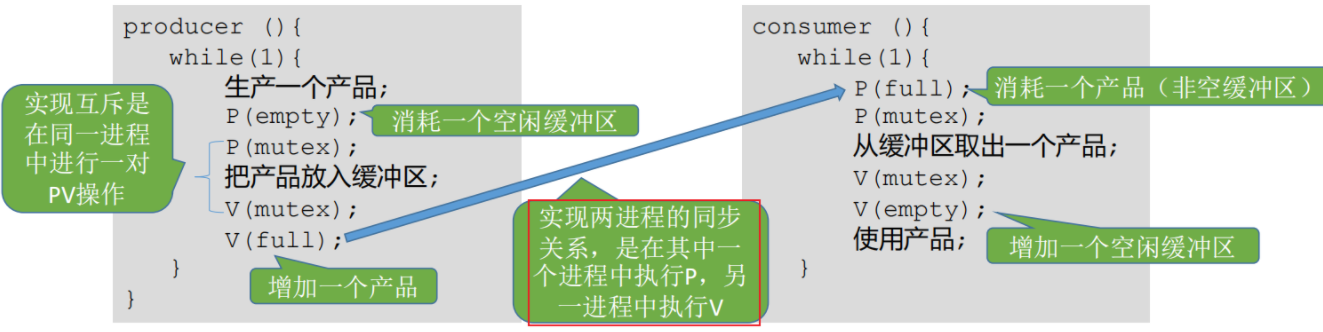 producer (){
while(1){
生产一个产品;
P(empty);
P(mutex);
把产品放入缓冲区;
V(mutex);
V(full);
}
}
实现互斥是
在同一进程
中进行一对
PV操作
消耗一个空闲缓冲区
增加一个产品
实现两进程的同步
关系，是在其中一
个进程中执行P，另
一进程中执行V
consumer (){
while(1){
P(full);
P(mutex);
从缓冲区取出一个产品;
V(mutex);
V(empty);
使用产品;
}
消耗一个产品（非空缓冲区）
增加一个空闲缓冲区